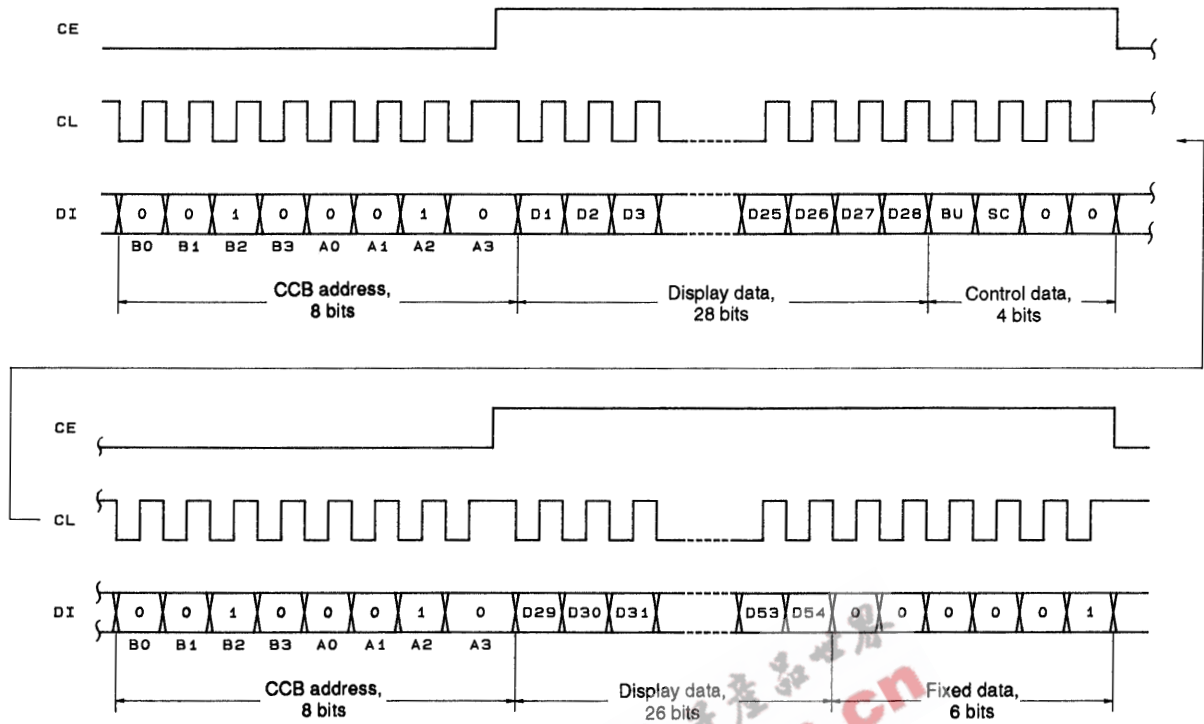 CE
CL
DI 0 0 1 0 0 0 1 0 D1 D2 D3 D25 D26 D27 D28 BU SC 0 0
B0 B1 B2 B3 A0 A1 A2 A3
CCB address,
8 bits
Display data,
28 bits
Control data,
4 bits
CE
CL
DI 0 0 1 0 0 0 1 0 D29 D30 D31 D53 D54 0 0 0 0 0 1
B0 B1 B2 B3 A0 A1 A2 A3
CCB address,
8 bits
Display data,
26 bits
Fixed data,
6 bits
產品世界
.cn